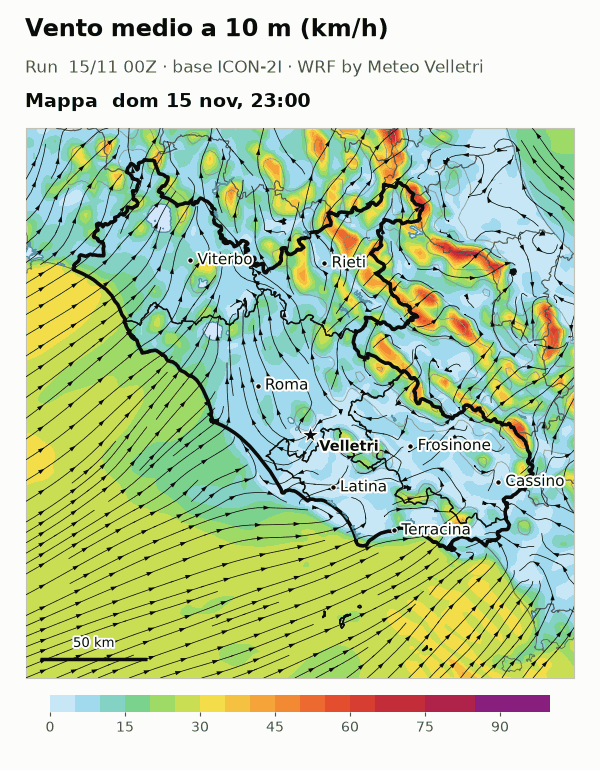 Vento medio a 10 m (km/h)
Run  15/11 00Z · base ICON-2I · WRF by Meteo Velletri
Mappa  dom 15 nov, 23:00
Viterbo
Rieti
Roma
Velletri
Frosinone
Cassino
Latina
Terracina
50 km
0 15 30 45 60 75 90